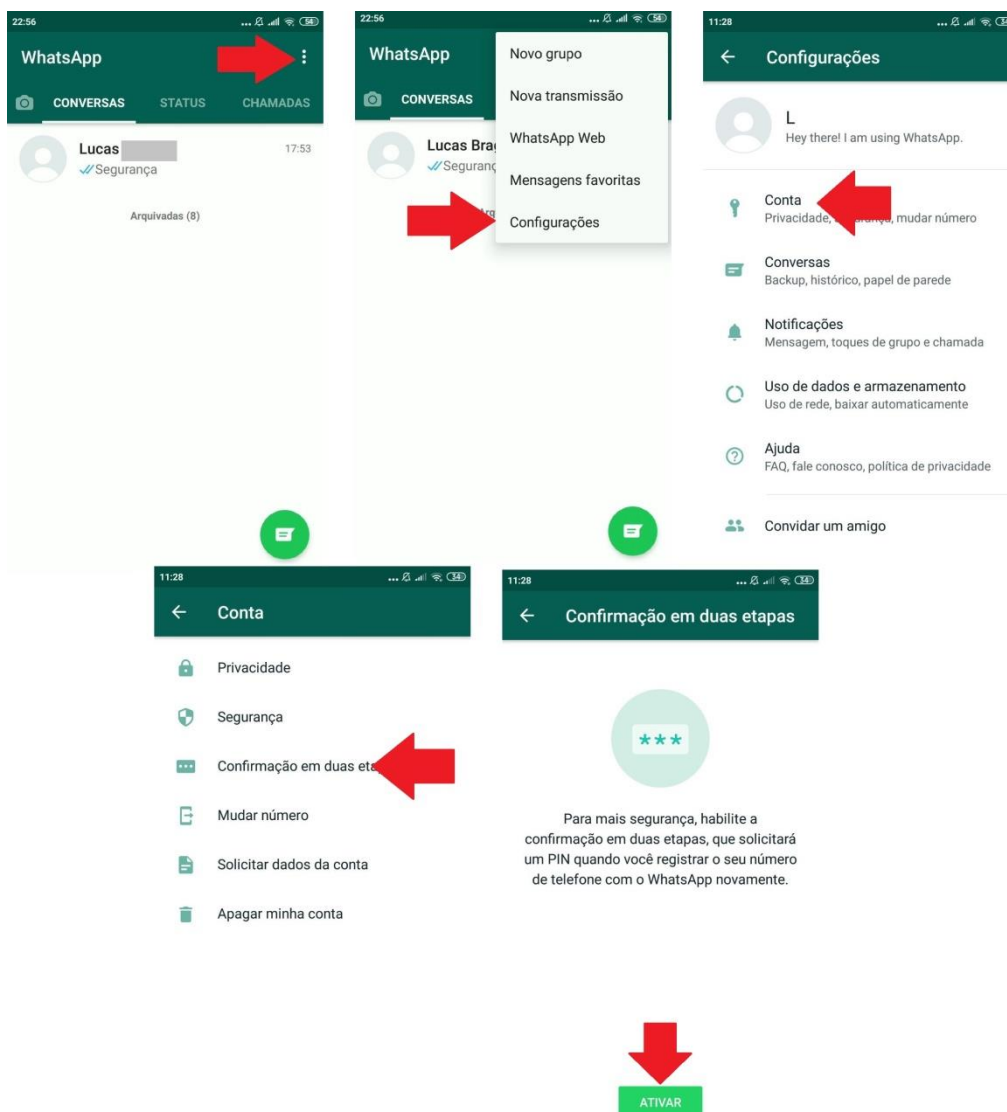 22:56
... 54
WhatsApp
CONVERSAS STATUS CHAMADAS
Lucas 17:53
Segurança
Arquivadas (8)
22:56
... 54
WhatsApp
CONVERSAS
Lucas
Novo grupo
Nova transmissão
WhatsApp Web
Mensagens favoritas
Configurações
11:28
...
Configurações
L
Hey there! I am using WhatsApp.
Conta
Privacidade, mudar número
Conversas
Backup, histórico, papel de parede
Notificações
Mensagem, toques de grupo e chamada
Uso de dados e armazenamento
Uso de rede, baixar automaticamente
Ajuda
FAQ, fale conosco, política de privacidade
Convidar um amigo
11:28
... 34
Conta
Privacidade
Segurança
Confirmação em duas
Mudar número
Solicitar dados da conta
Apagar minha conta
11:28
... 34
Confirmação em duas etapas
***
Para mais segurança, habilite a
confirmação em duas etapas, que solicitará
um PIN quando você registrar o seu número
de telefone com o WhatsApp novamente.
ATIVAR